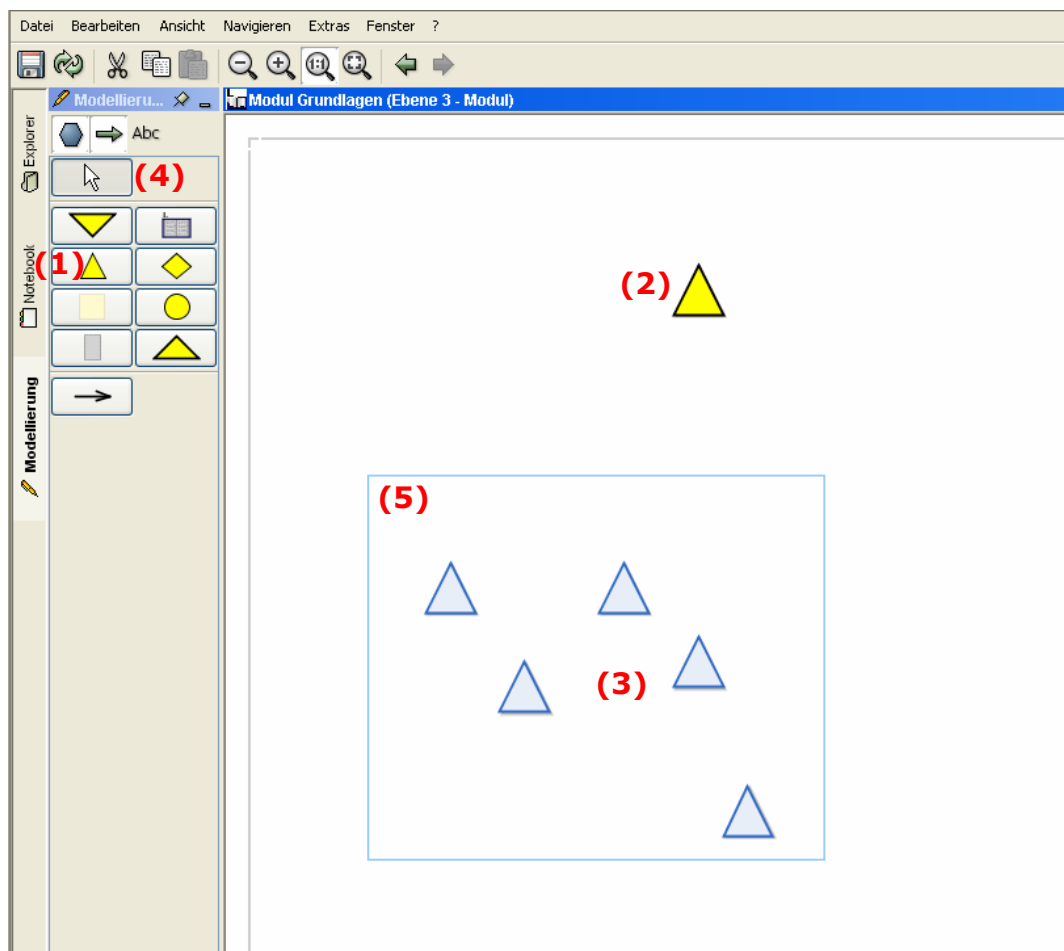 Datei Bearbeiten Ansicht Navigieren Extras Fenster ?
Modellieru... Modul Grundlagen (Ebene 3 - Modul)
Explorer
Abc
(4)
Notebook
(1)
(2)
Modellierung
(5)
(3)